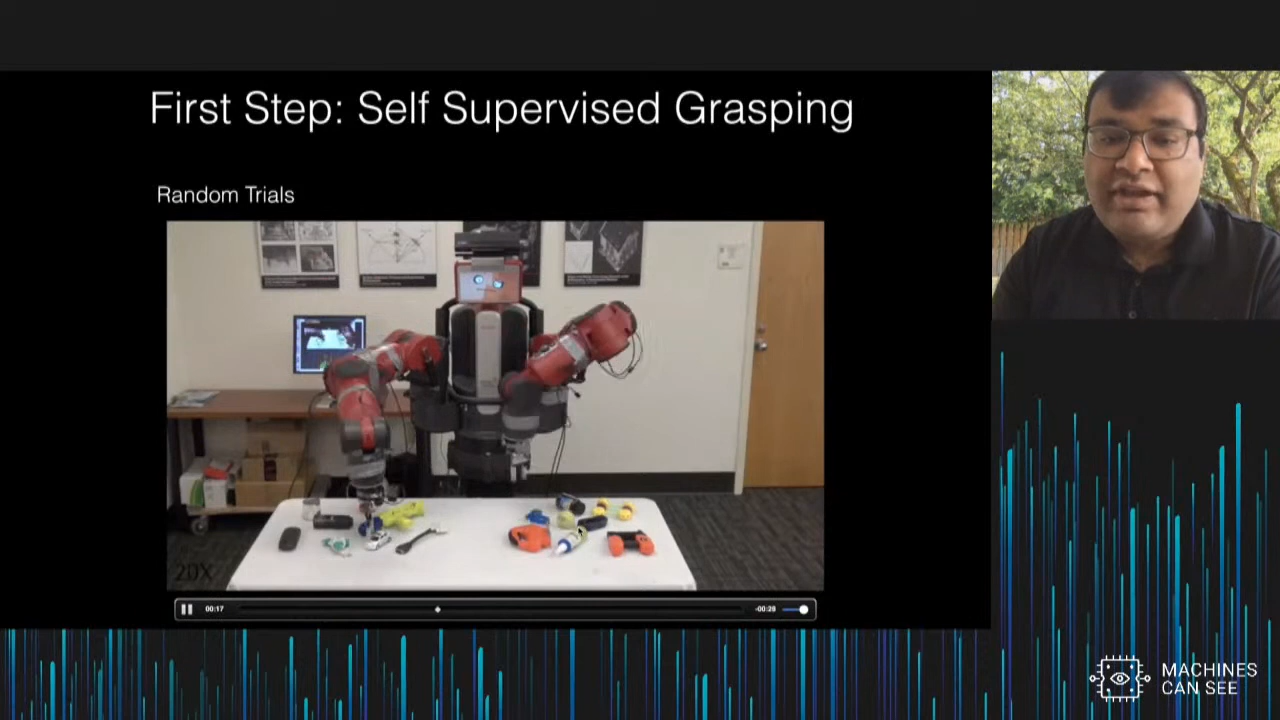 First Step: Self Supervised Grasping
Random Trials
20X
00:17
-00:28
MACHINES
CAN SEE